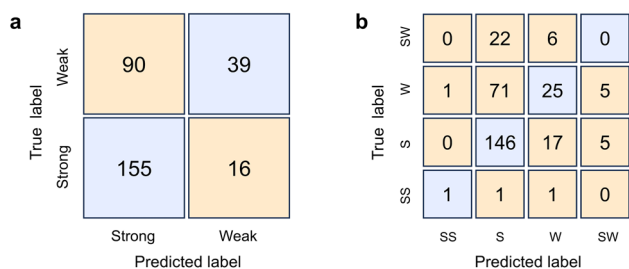 a
True label
Weak
90 39
Strong
155 16
Strong Weak
Predicted label
b
True label
SW
0 22 6 0
W
1 71 25 5
S
0 146 17 5
SS
1 1 1 0
SS S W SW
Predicted label